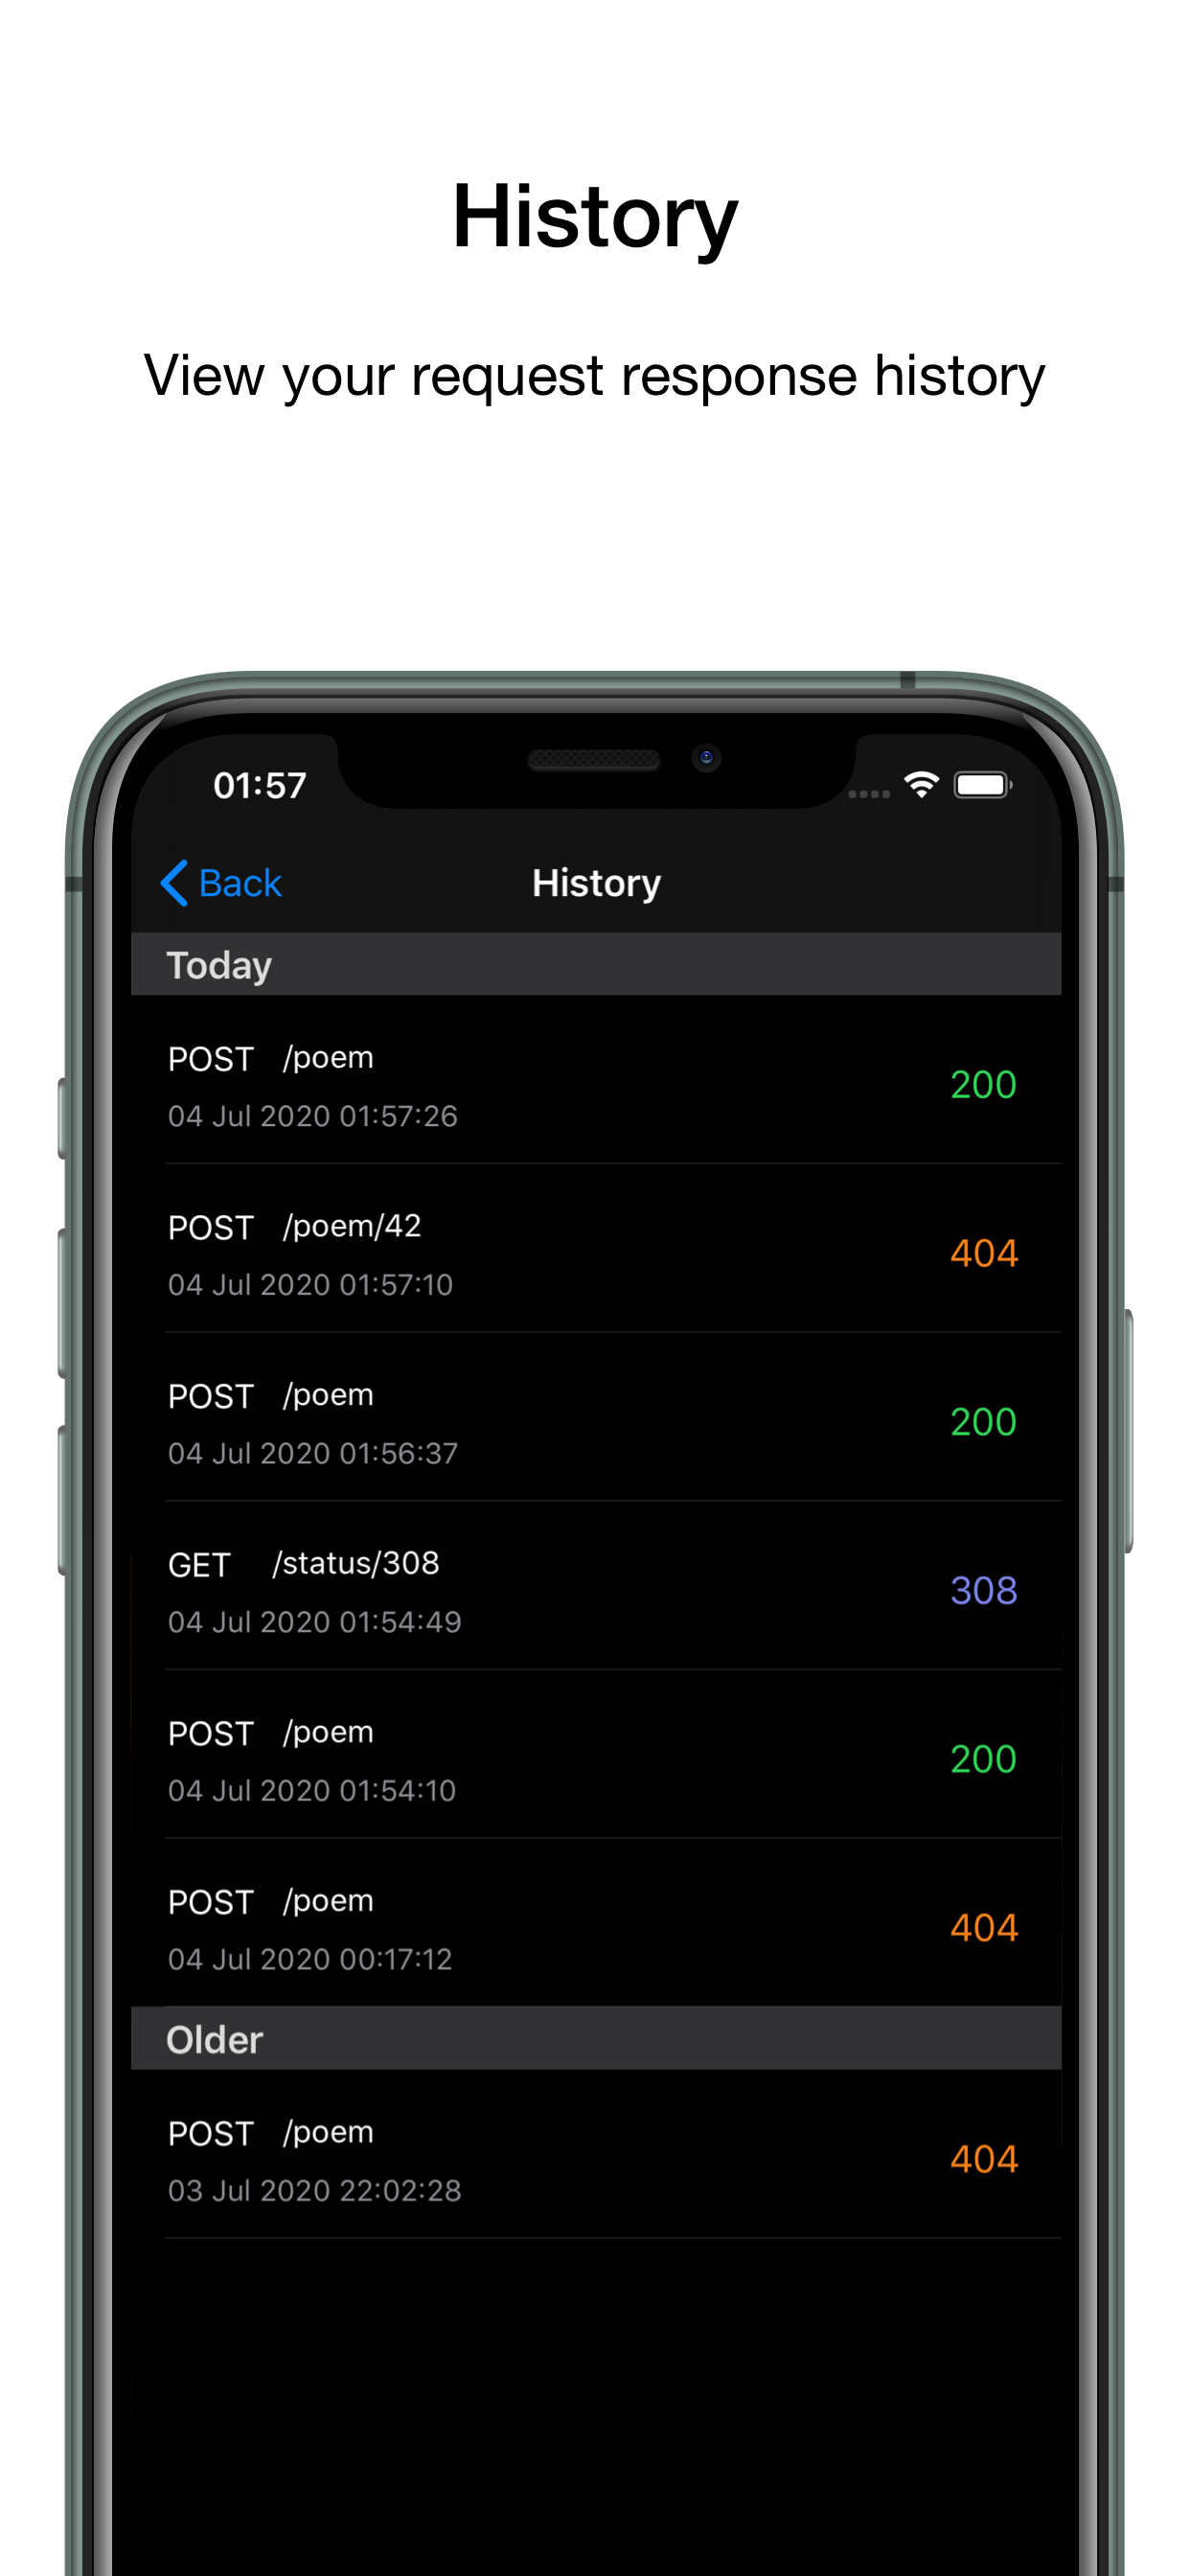 History
View your request response history
01:57
Back History
Today
POST /poem
04 Jul 2020 01:57:26
200
POST /poem/42
04 Jul 2020 01:57:10
404
POST /poem
04 Jul 2020 01:56:37
200
GET /status/308
04 Jul 2020 01:54:49
308
POST /poem
04 Jul 2020 01:54:10
200
POST /poem
04 Jul 2020 00:17:12
404
Older
POST /poem
03 Jul 2020 22:02:28
404